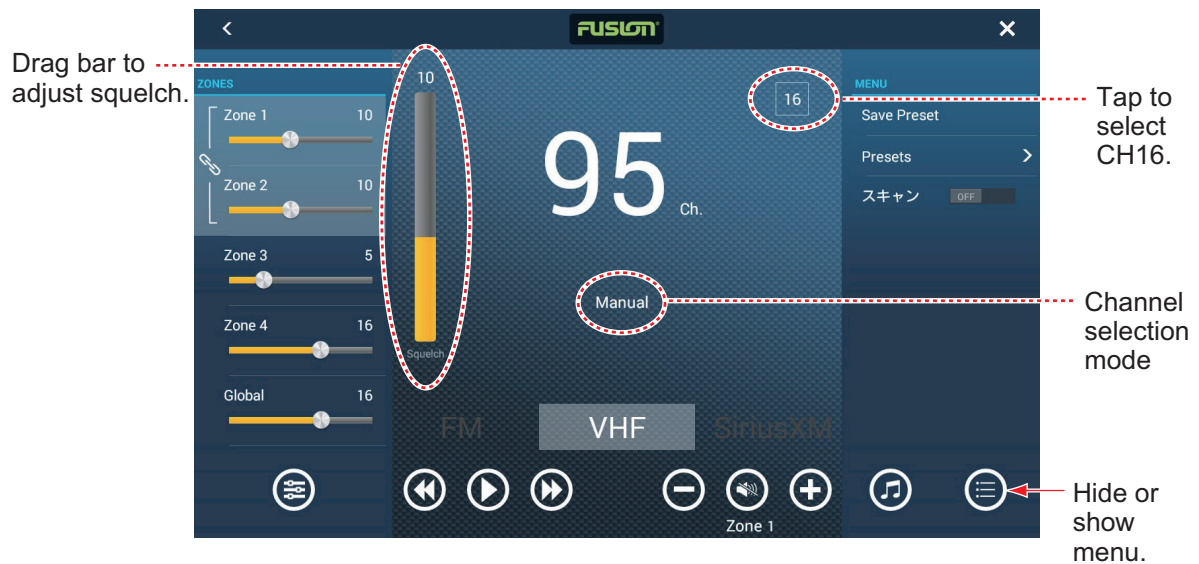 FUSION
Drag bar to
adjust squelch.
ZONES
Zone 1 10
Zone 2 10
Zone 3 5
Zone 4 16
Global 16
10
Squelch
16
95
Ch.
Manual
FM
VHF
SiriusXM
Zone 1
MENU
Save Preset
Presets
スキャン OFF
Tap to
select
CH16.
Channel
selection
mode
Hide or
show
menu.